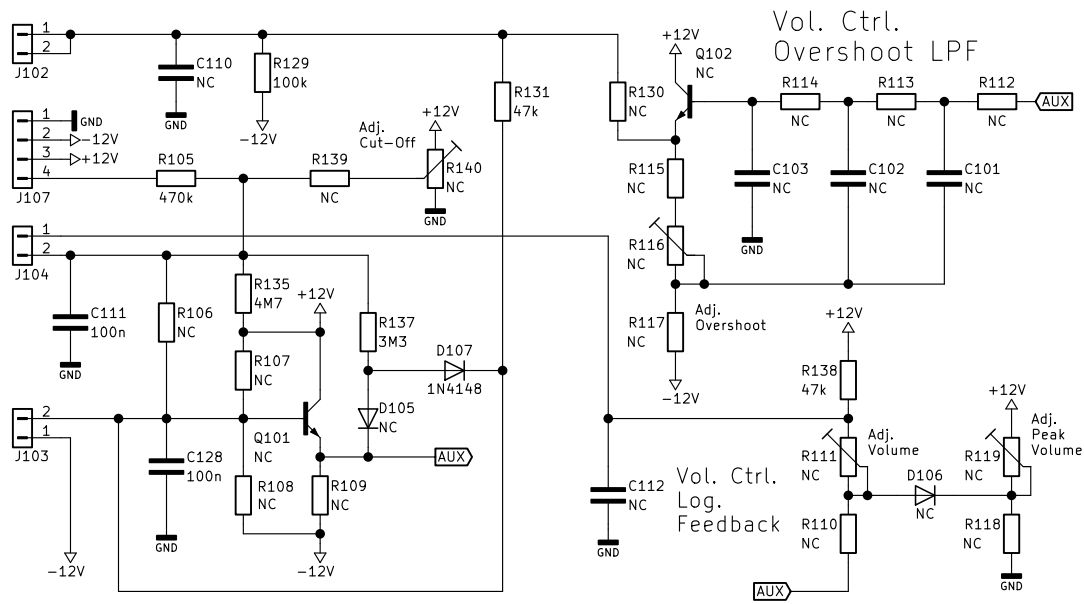 J102
1
2
C110
NC
GND
R129
100k
-12V
R131
47k
+12V
Q102
NC
Vol. Ctrl.
Overshoot LPF
R130
NC
R114
NC
R113
NC
R112
NC
AUX
J107
1
2
3
4
GND
-12V
+12V
R105
470k
R139
NC
Adj.
Cut-Off
+12V
R140
NC
GND
R115
NC
C103
NC
GND
C102
NC
C101
NC
R116
NC
Adj.
Overshoot
R117
NC
-12V
J104
1
2
C111
100n
GND
R106
NC
R135
4M7
+12V
R107
NC
R137
3M3
D107
1N4148
D105
NC
J103
2
1
-12V
C128
100n
GND
Q101
NC
AUX
R108
NC
R109
NC
-12V
+12V
R138
47k
Adj.
Volume
R111
NC
+12V
Adj.
Peak
Volume
R119
NC
D106
NC
Vol. Ctrl.
Log.
Feedback
C112
NC
GND
R110
NC
R118
NC
GND
AUX